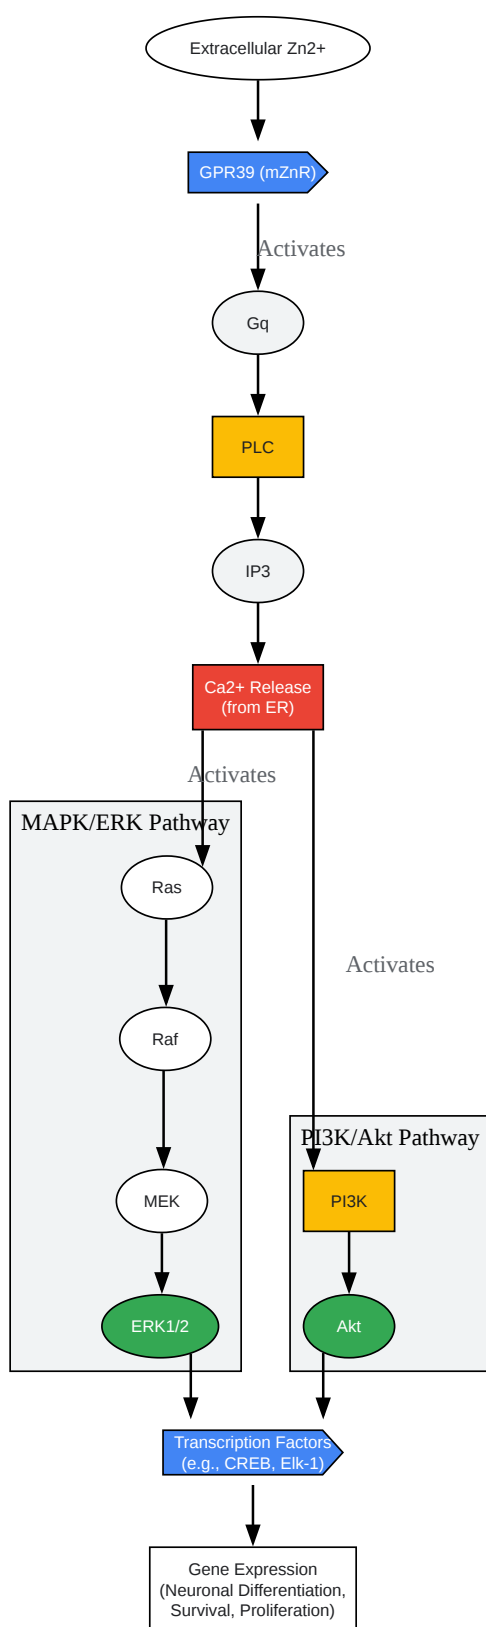 Extracellular Zn2+
GPR39 (mZnR)
Activates
Gq
PLC
IP3
Ca2+ Release
(from ER)
Activates
MAPK/ERK Pathway
Ras
Activates
Raf
PI3K/Akt Pathway
MEK
PI3K
ERK1/2
Akt
Transcription Factors
(e.g., CREB, Elk-1)
Gene Expression
(Neuronal Differentiation,
Survival, Proliferation)